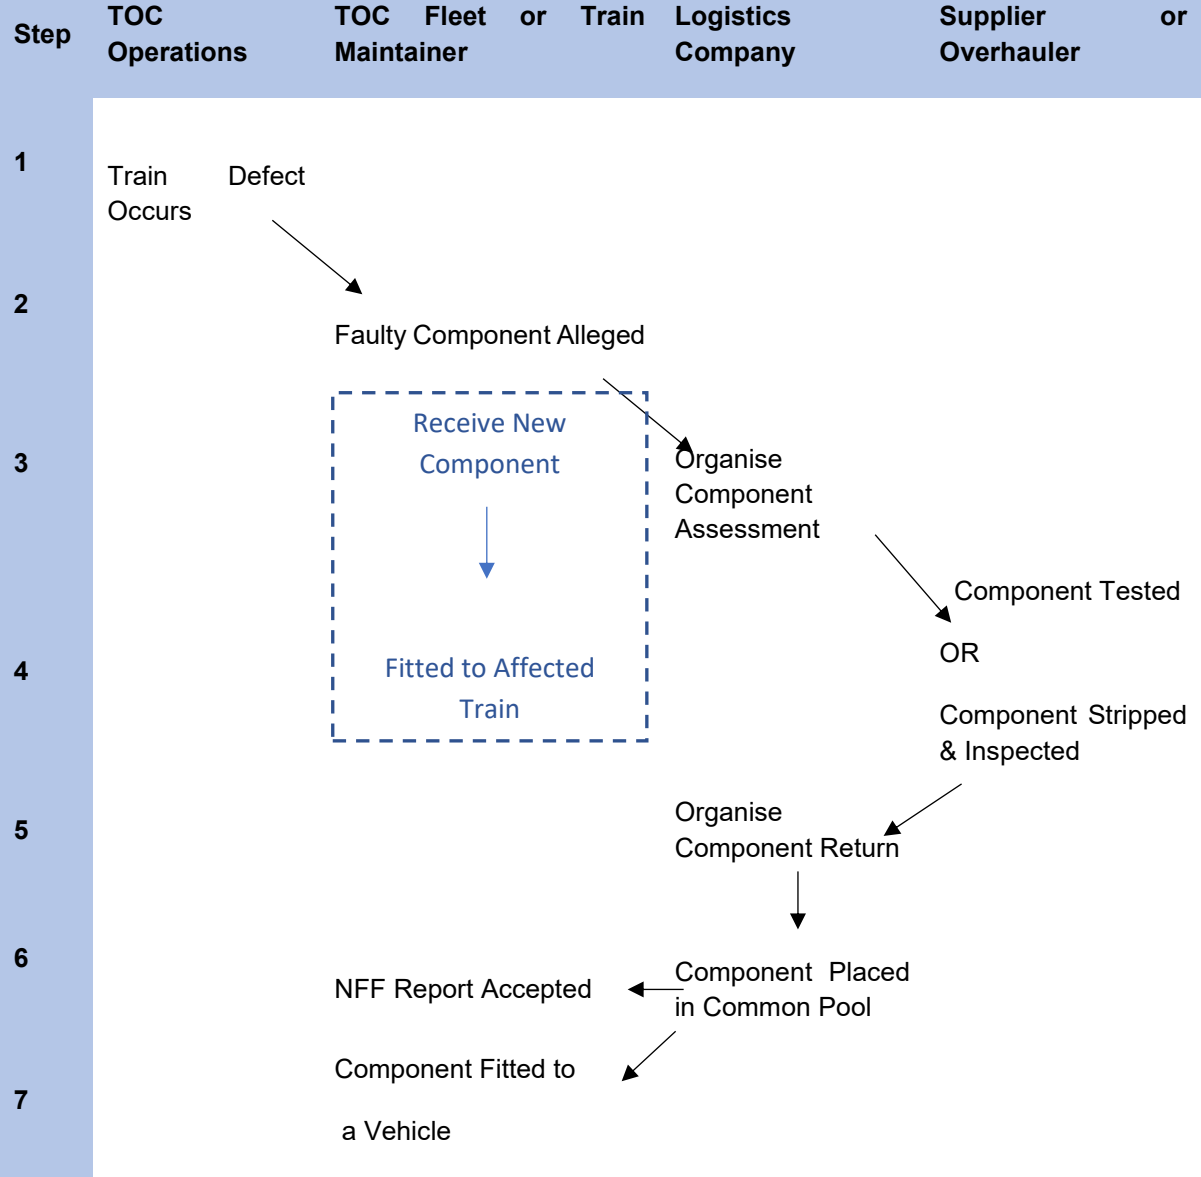 Step
TOC
Operations
TOC Fleet or Train
Maintainer
Logistics
Company
Supplier or
Overhauler
1
Train Defect
Occurs
2
Faulty Component Alleged
3
Receive New
Component
Organise
Component
Assessment
Component Tested
OR
4
Fitted to Affected
Train
Component Stripped
& Inspected
5
Organise
Component Return
6
NFF Report Accepted
Component Placed
in Common Pool
7
Component Fitted to
a Vehicle